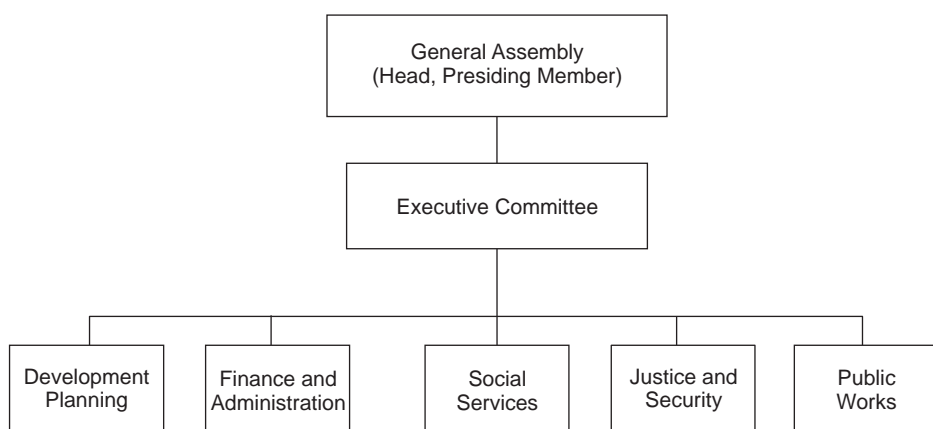 General Assembly
(Head, Presiding Member)
Executive Committee
Development
Planning
Finance and
Administration
Social
Services
Justice and
Security
Public
Works